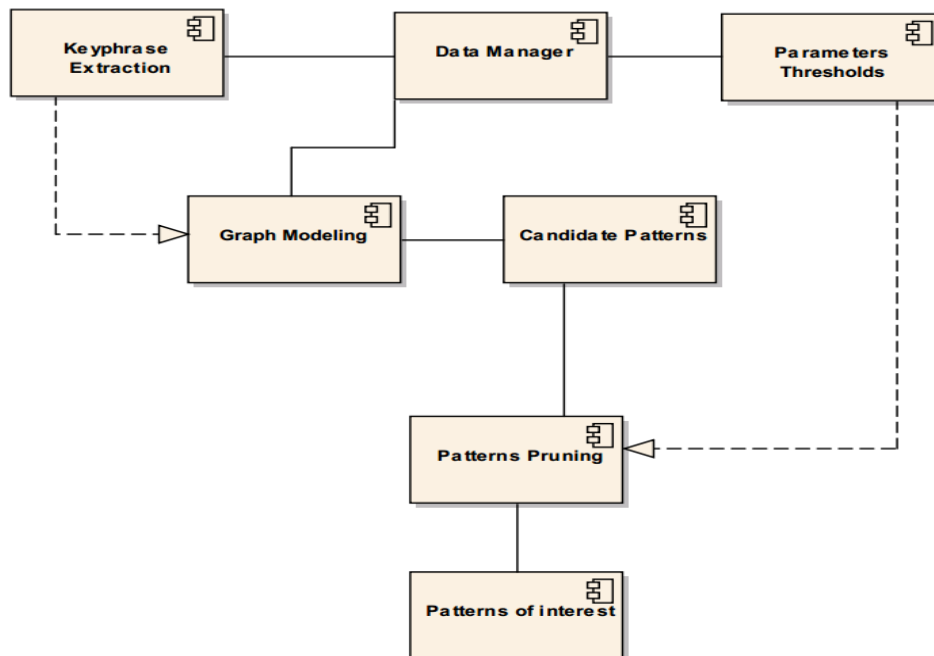 Keyphrase
Extraction
Data Manager
Parameters
Thresholds
Graph Modeling
Candidate Patterns
Patterns Pruning
Patterns of interest